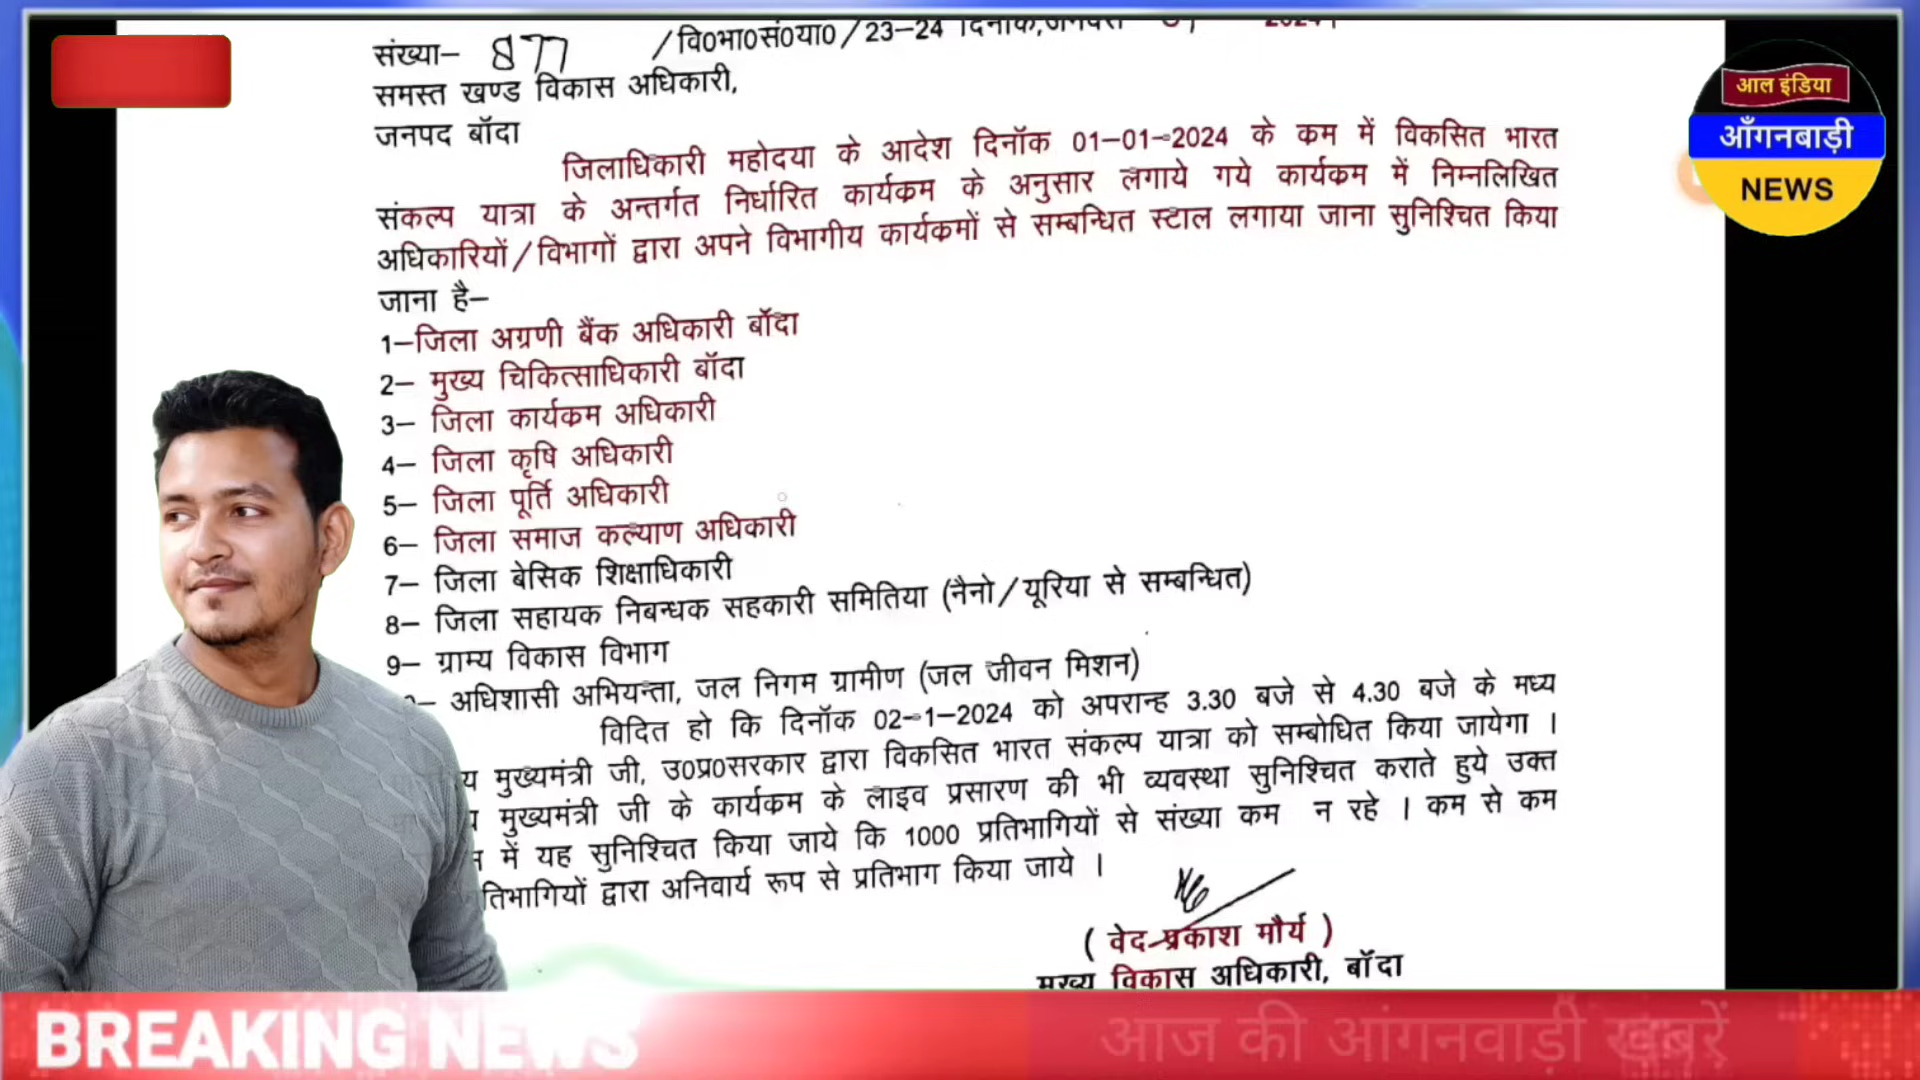 संख्या– 877 /वि0भा0सं0या0/23–24 दिनांक,जनवरी 2024।
समस्त खण्ड विकास अधिकारी,
जनपद बॉदा
जिलाधिकारी महोदया के आदेश दिनॉक 01–01–2024 के कम में विकसित भारत
संकल्प यात्रा के अन्तर्गत निर्धारित कार्यकम के अनुसार लगाये गये कार्यकम में निम्नलिखित
अधिकारियों/विभागों द्वारा अपने विभागीय कार्यकमों से सम्बन्धित स्टाल लगाया जाना सुनिश्चित किया
जाना है–
1–जिला अग्रणी बैंक अधिकारी बॉदा
2– मुख्य चिकित्साधिकारी बॉदा
3– जिला कार्यकम अधिकारी
4– जिला कृषि अधिकारी
5– जिला पूर्ति अधिकारी
6– जिला समाज कल्याण अधिकारी
7– जिला बेसिक शिक्षाधिकारी
8– जिला सहायक निबन्धक सहकारी समितिया (नैनो/यूरिया से सम्बन्धित)
9– ग्राम्य विकास विभाग
– अधिशासी अभियन्ता, जल निगम ग्रामीण (जल जीवन मिशन)
विदित हो कि दिनॉक 02–1–2024 को अपरान्ह 3.30 बजे से 4.30 बजे के मध्य
मुख्यमंत्री जी, उ0प्र0सरकार द्वारा विकसित भारत संकल्प यात्रा को सम्बोधित किया जायेगा ।
मुख्यमंत्री जी के कार्यकम के लाइव प्रसारण की भी व्यवस्था सुनिश्चित कराते हुये उक्त
में यह सुनिश्चित किया जाये कि 1000 प्रतिभागियों से संख्या कम न रहे । कम से कम
तिभागियों द्वारा अनिवार्य रूप से प्रतिभाग किया जाये ।
( वेद प्रकाश मौर्य )
मुख्य विकास अधिकारी, बॉदा
आल इंडिया
आँगनबाड़ी
NEWS
BREAKING NEWS
आज की आंगनवाड़ी खबरें